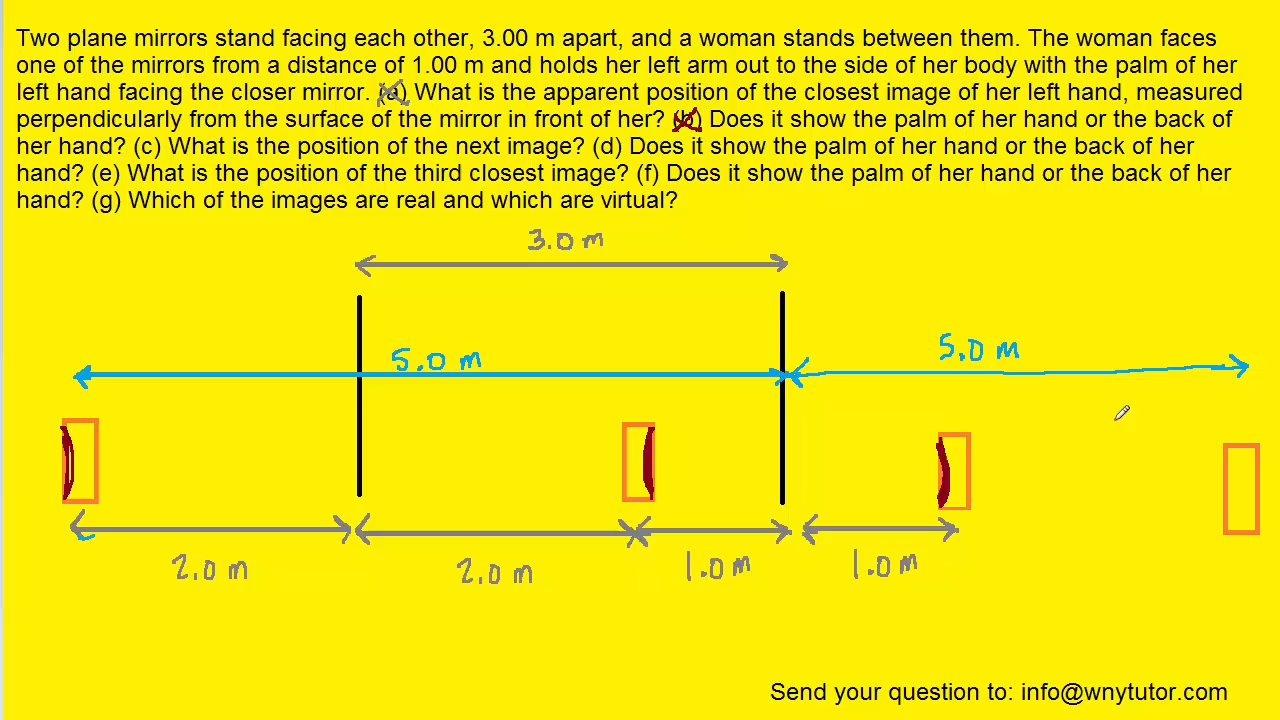 Two plane mirrors stand facing each other, 3.00 m apart, and a woman stands between them. The woman faces
one of the mirrors from a distance of 1.00 m and holds her left arm out to the side of her body with the palm of her
left hand facing the closer mirror. (a) What is the apparent position of the closest image of her left hand, measured
perpendicularly from the surface of the mirror in front of her? (b) Does it show the palm of her hand or the back of
her hand? (c) What is the position of the next image? (d) Does it show the palm of her hand or the back of her
hand? (e) What is the position of the third closest image? (f) Does it show the palm of her hand or the back of her
hand? (g) Which of the images are real and which are virtual?
3.0 m
5.0 m
5.0 m
2.0 m
2.0 m
1.0 m
1.0 m
Send your question to: info@wnytutor.com